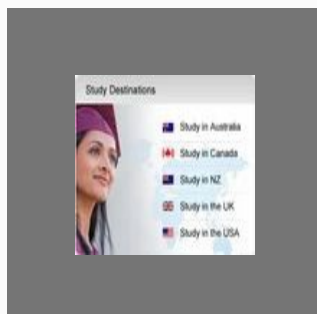 Study Destinations
Study in Australia
Study in Canada
Study in NZ
Study in the UK
Study in the USA